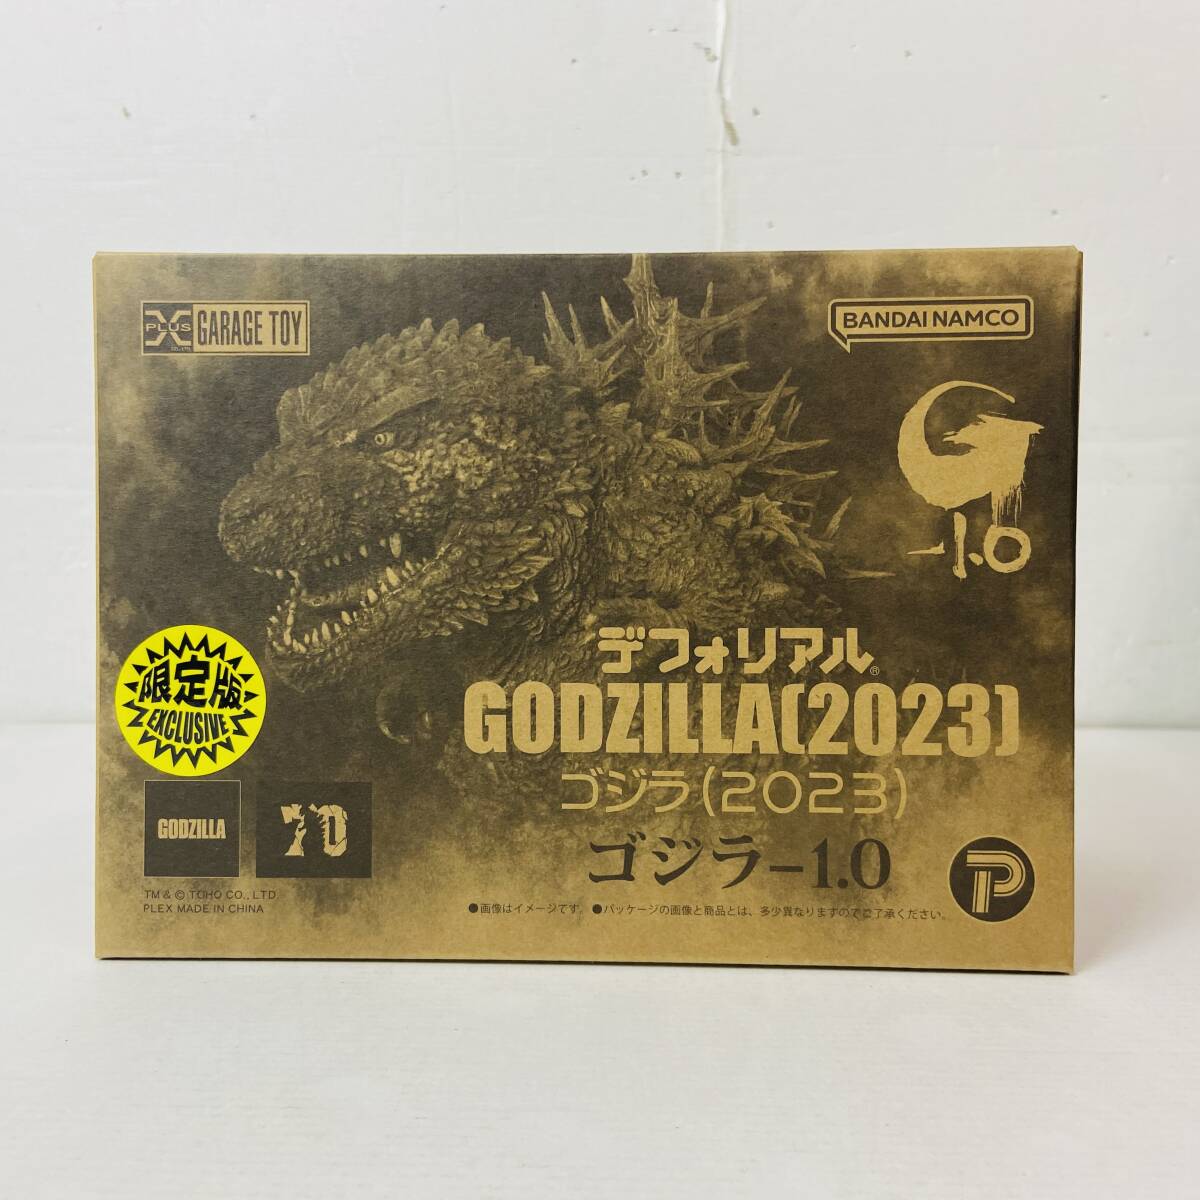 X
PLUS
CO., LTD.
GARAGE TOY
BANDAI NAMCO
G
-1.0
デフォリアル®
GODZILLA(2023)
ゴジラ(2023)
ゴジラ-1.0
限定版
EXCLUSIVE
GODZILLA
70
TM & © TOHO CO., LTD.
PLEX MADE IN CHINA
●画像はイメージです。 ●パッケージの画像と商品とは、多少異なりますのでご了承ください。
P